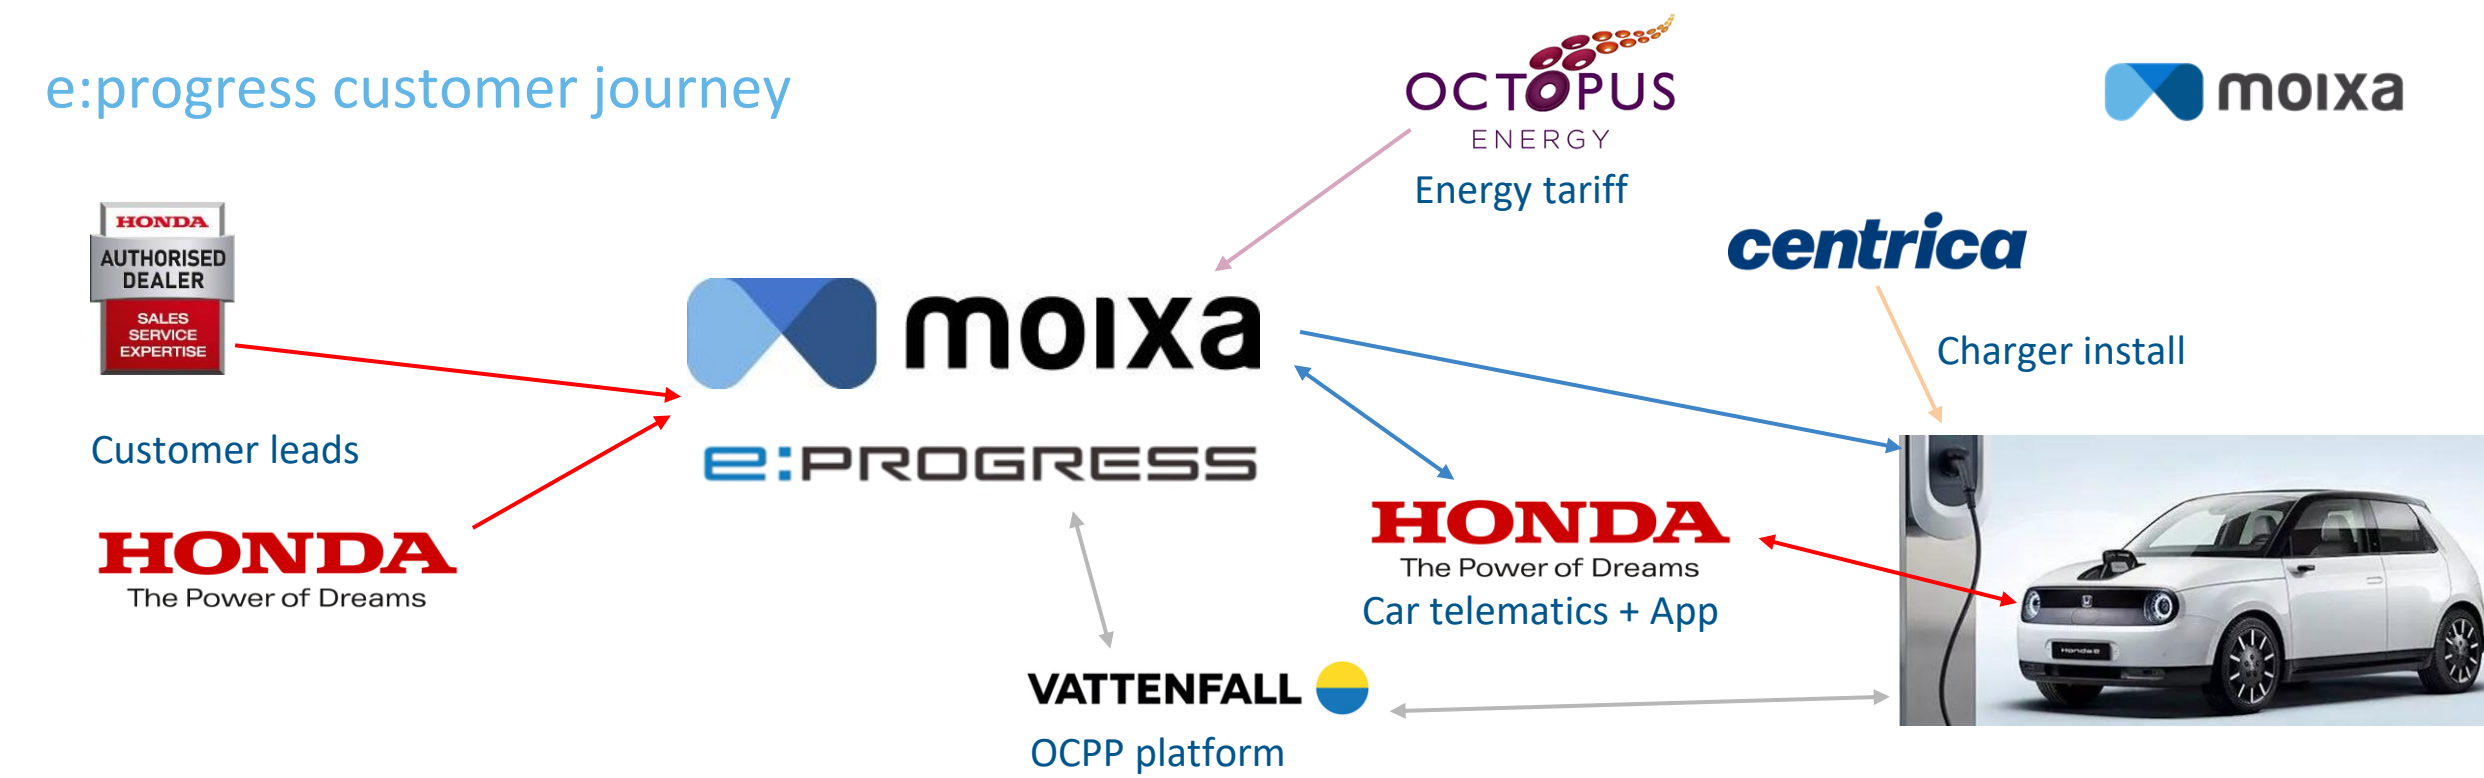 e:progress customer journey
OCTOPUS
ENERGY
Energy tariff
moixa
HONDA
AUTHORISED
DEALER
SALES
SERVICE
EXPERTISE
Customer leads
HONDA
The Power of Dreams
moixa
e:PROGRESS
centrica
Charger install
HONDA
The Power of Dreams
Car telematics + App
VATTENFALL
OCPP platform
Honda e